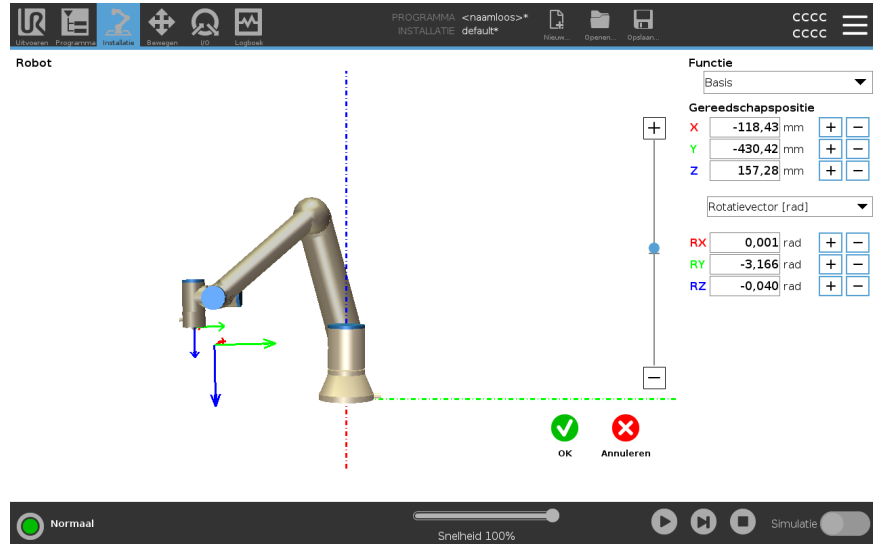 PROGRAMMA <naamloos>*
INSTALLATIE default*
Uitvoeren Programma Installatie Bewegen I/O Logboek
Nieuw... Openen... Opslaan...
CCCC
CCCC
Robot
Functie
Basis
Gereedschapspositie
X -118,43 mm + −
Y -430,42 mm + −
Z 157,28 mm + −
Rotatievector [rad]
RX 0,001 rad + −
RY -3,166 rad + −
RZ -0,040 rad + −
+
−
OK Annuleren
Normaal
Snelheid 100%
Simulatie